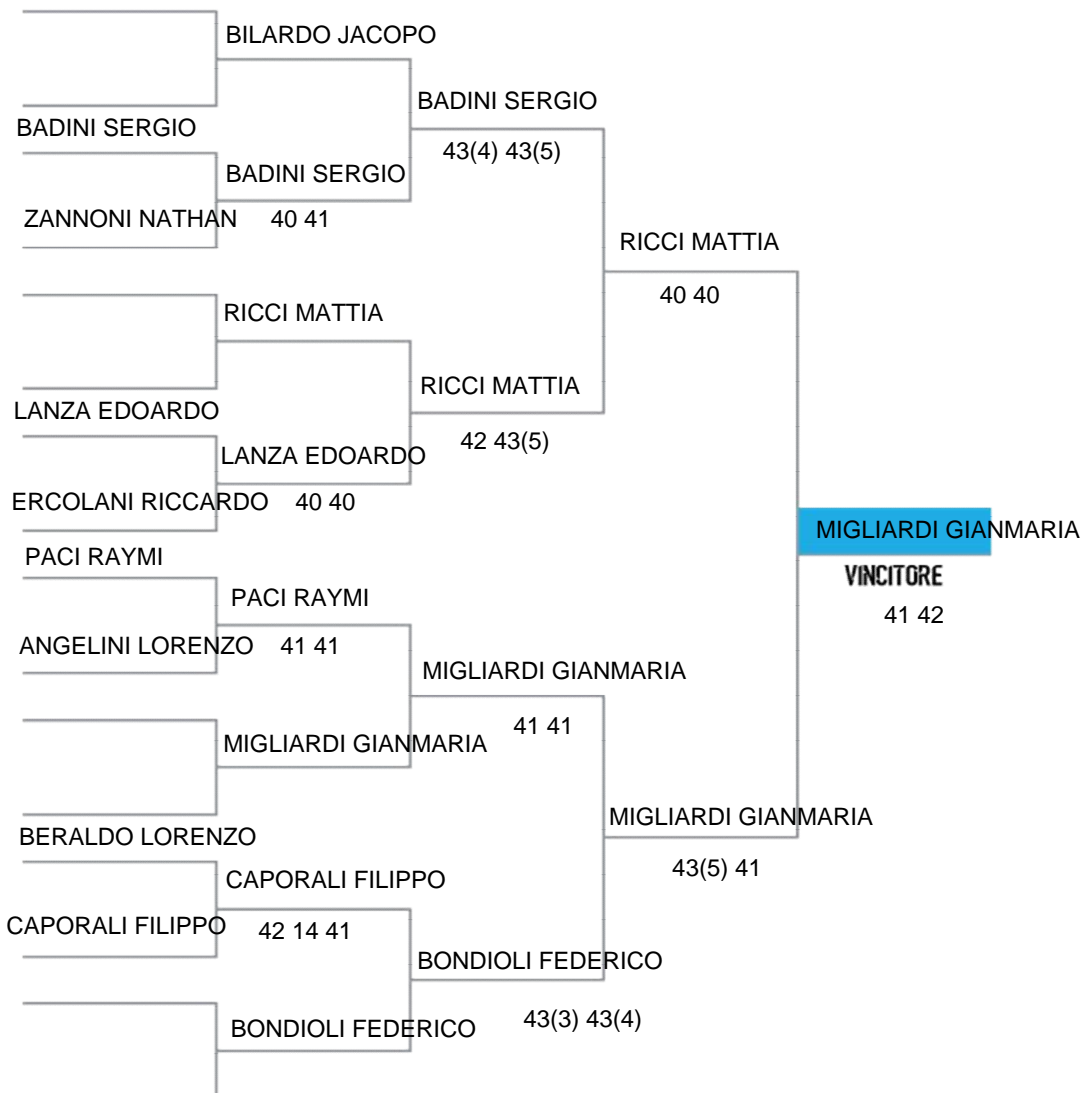 BILARDO JACOPO
BADINI SERGIO
BADINI SERGIO
43(4) 43(5)
BADINI SERGIO
ZANNONI NATHAN 40 41
RICCI MATTIA
40 40
RICCI MATTIA
RICCI MATTIA
LANZA EDOARDO
42 43(5)
LANZA EDOARDO
ERCOLANI RICCARDO 40 40
MIGLIARDI GIANMARIA
VINCITORE
41 42
PACI RAYMI
PACI RAYMI
ANGELINI LORENZO 41 41
MIGLIARDI GIANMARIA
41 41
MIGLIARDI GIANMARIA
MIGLIARDI GIANMARIA
43(5) 41
BERALDO LORENZO
CAPORALI FILIPPO
CAPORALI FILIPPO 42 14 41
BONDIOLI FEDERICO
43(3) 43(4)
BONDIOLI FEDERICO